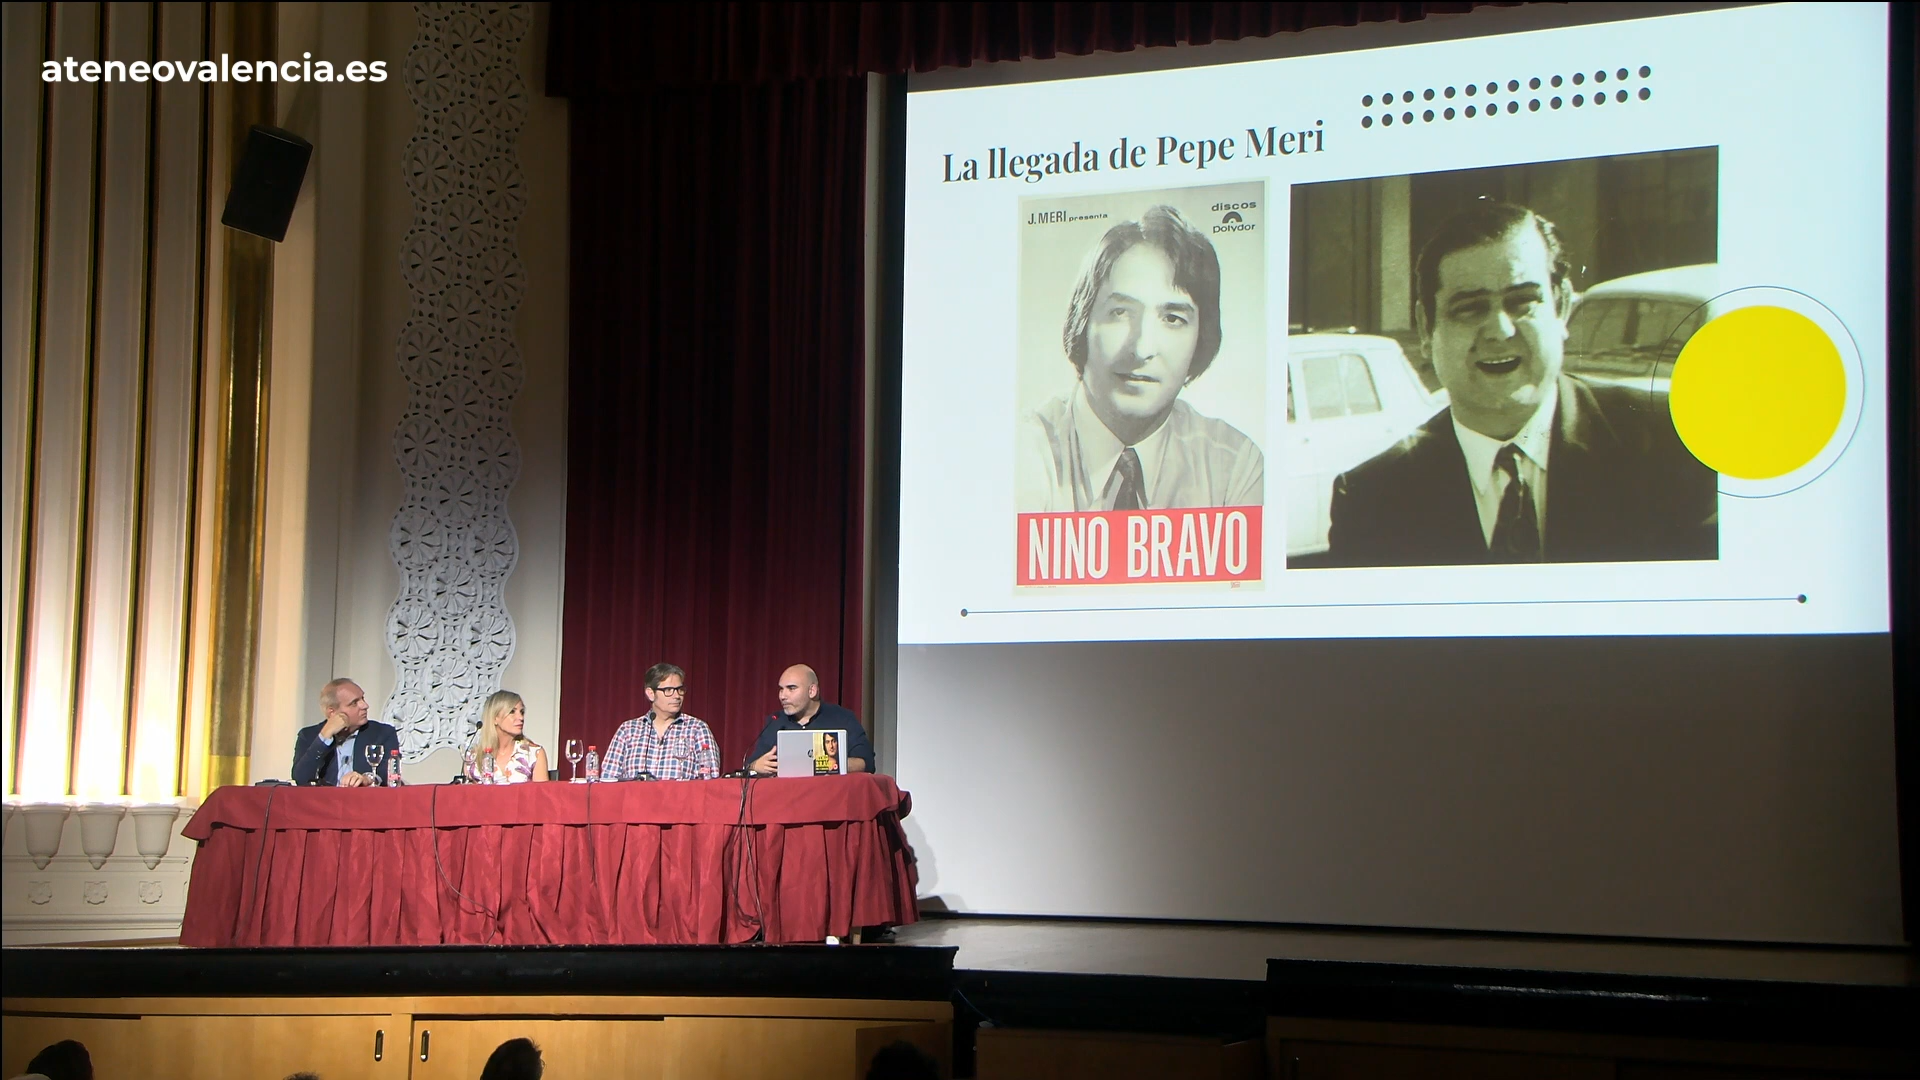 ateneovalencia.es
La llegada de Pepe Meri
J. MERI presenta
discos
polydor
NINO BRAVO